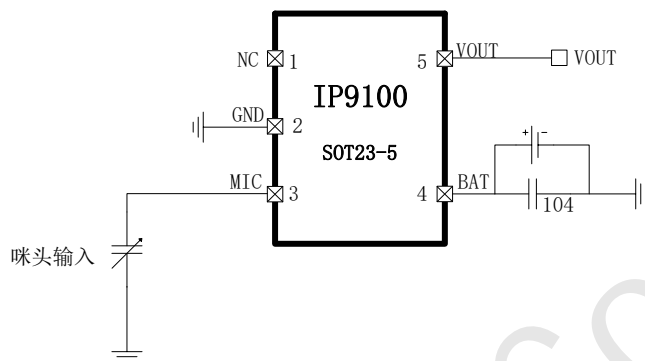 NC 1
5 VOUT
VOUT
IP9100
GND 2
SOT23-5
+ -
MIC 3
4 BAT
104
咪头输入